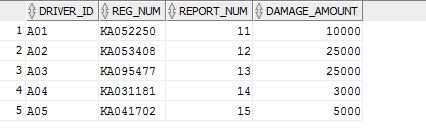 DRIVER_ID REG_NUM REPORT_NUM DAMAGE_AMOUNT
1 A01 KA052250 11 10000
2 A02 KA053408 12 25000
3 A03 KA095477 13 25000
4 A04 KA031181 14 3000
5 A05 KA041702 15 5000